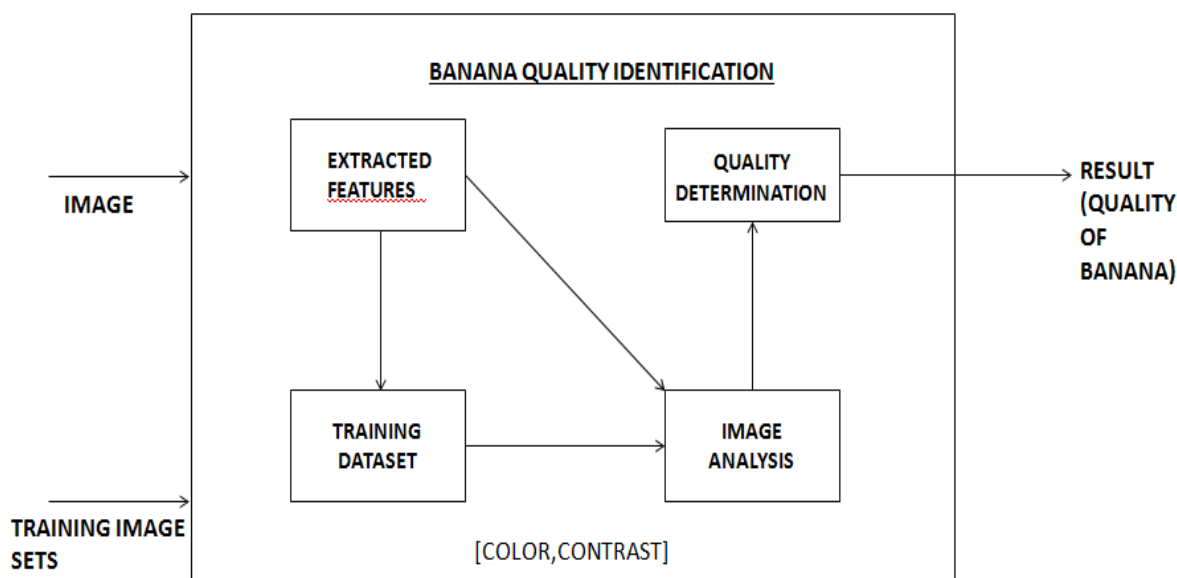 BANANA QUALITY IDENTIFICATION
EXTRACTED
FEATURES
QUALITY
DETERMINATION
IMAGE
RESULT
(QUALITY
OF
BANANA)
TRAINING
DATASET
IMAGE
ANALYSIS
TRAINING IMAGE
SETS
[COLOR,CONTRAST]